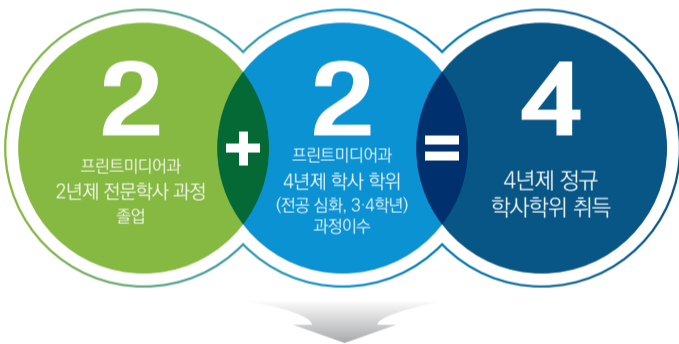 2
프린트미디어과
2년제 전문학사 과정
졸업
+
2
프린트미디어과
4년제 학사 학위
(전공 심화, 3·4학년)
과정이수
=
4
4년제 정규
학사학위 취득